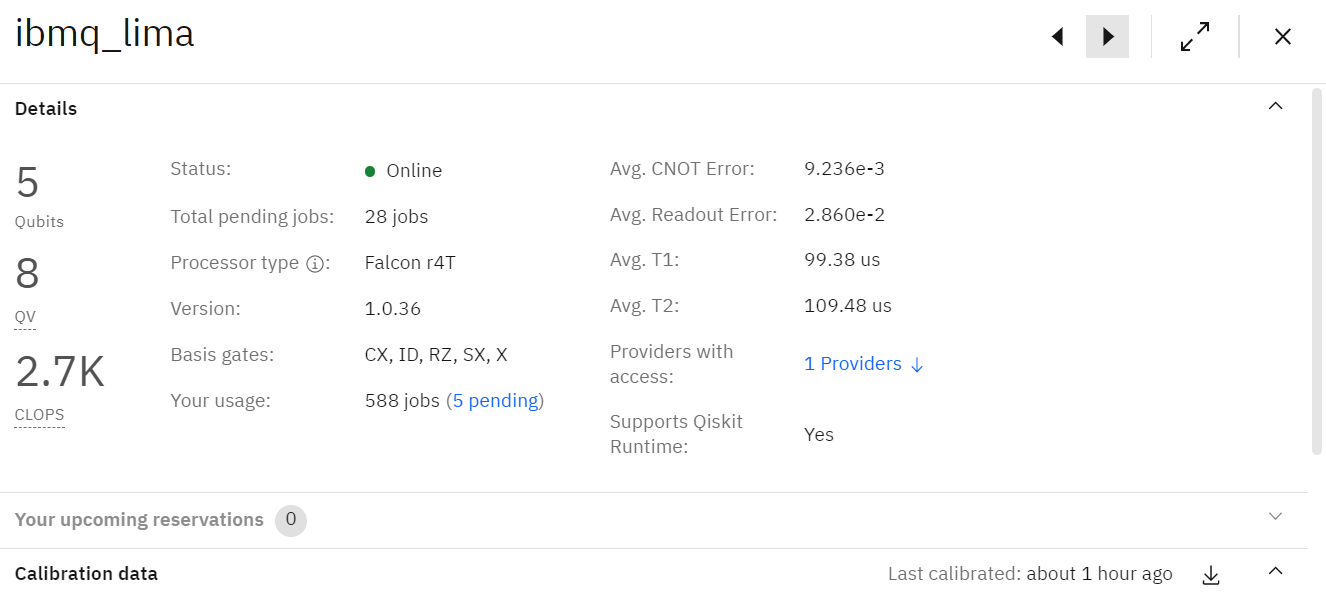 ibmq_lima
Details
5
Qubits
8
QV
2.7K
CLOPS
Status: Online
Total pending jobs: 28 jobs
Processor type ⓘ: Falcon r4T
Version: 1.0.36
Basis gates: CX, ID, RZ, SX, X
Your usage: 588 jobs (5 pending)
Avg. CNOT Error: 9.236e-3
Avg. Readout Error: 2.860e-2
Avg. T1: 99.38 us
Avg. T2: 109.48 us
Providers with
access: 1 Providers ↓
Supports Qiskit
Runtime: Yes
Your upcoming reservations 0
Calibration data Last calibrated: about 1 hour ago